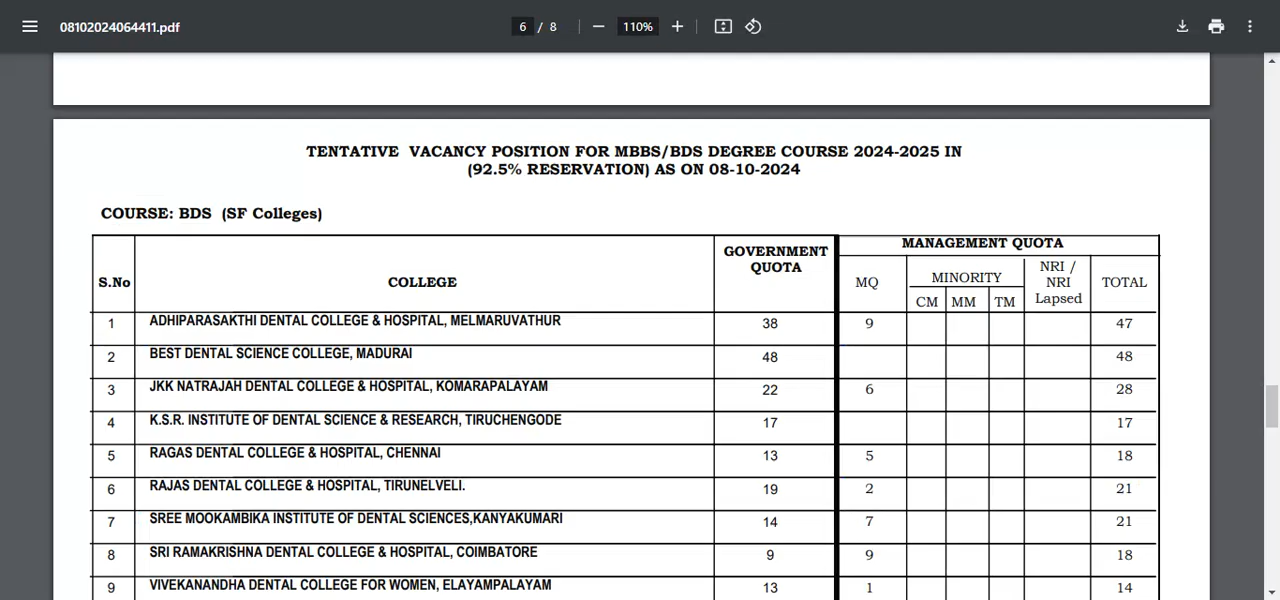 08102024064411.pdf
6 / 8
110%
TENTATIVE VACANCY POSITION FOR MBBS/BDS DEGREE COURSE 2024-2025 IN
(92.5% RESERVATION) AS ON 08-10-2024
COURSE: BDS (SF Colleges)
S.No COLLEGE GOVERNMENT QUOTA MANAGEMENT QUOTA
MQ MINORITY NRI / NRI Lapsed TOTAL
CM MM TM
1 ADHIPARASAKTHI DENTAL COLLEGE & HOSPITAL, MELMARUVATHUR 38 9 47
2 BEST DENTAL SCIENCE COLLEGE, MADURAI 48 48
3 JKK NATRAJAH DENTAL COLLEGE & HOSPITAL, KOMARAPALAYAM 22 6 28
4 K.S.R. INSTITUTE OF DENTAL SCIENCE & RESEARCH, TIRUCHENGODE 17 17
5 RAGAS DENTAL COLLEGE & HOSPITAL, CHENNAI 13 5 18
6 RAJAS DENTAL COLLEGE & HOSPITAL, TIRUNELVELI. 19 2 21
7 SREE MOOKAMBIKA INSTITUTE OF DENTAL SCIENCES,KANYAKUMARI 14 7 21
8 SRI RAMAKRISHNA DENTAL COLLEGE & HOSPITAL, COIMBATORE 9 9 18
9 VIVEKANANDHA DENTAL COLLEGE FOR WOMEN, ELAYAMPALAYAM 13 1 14